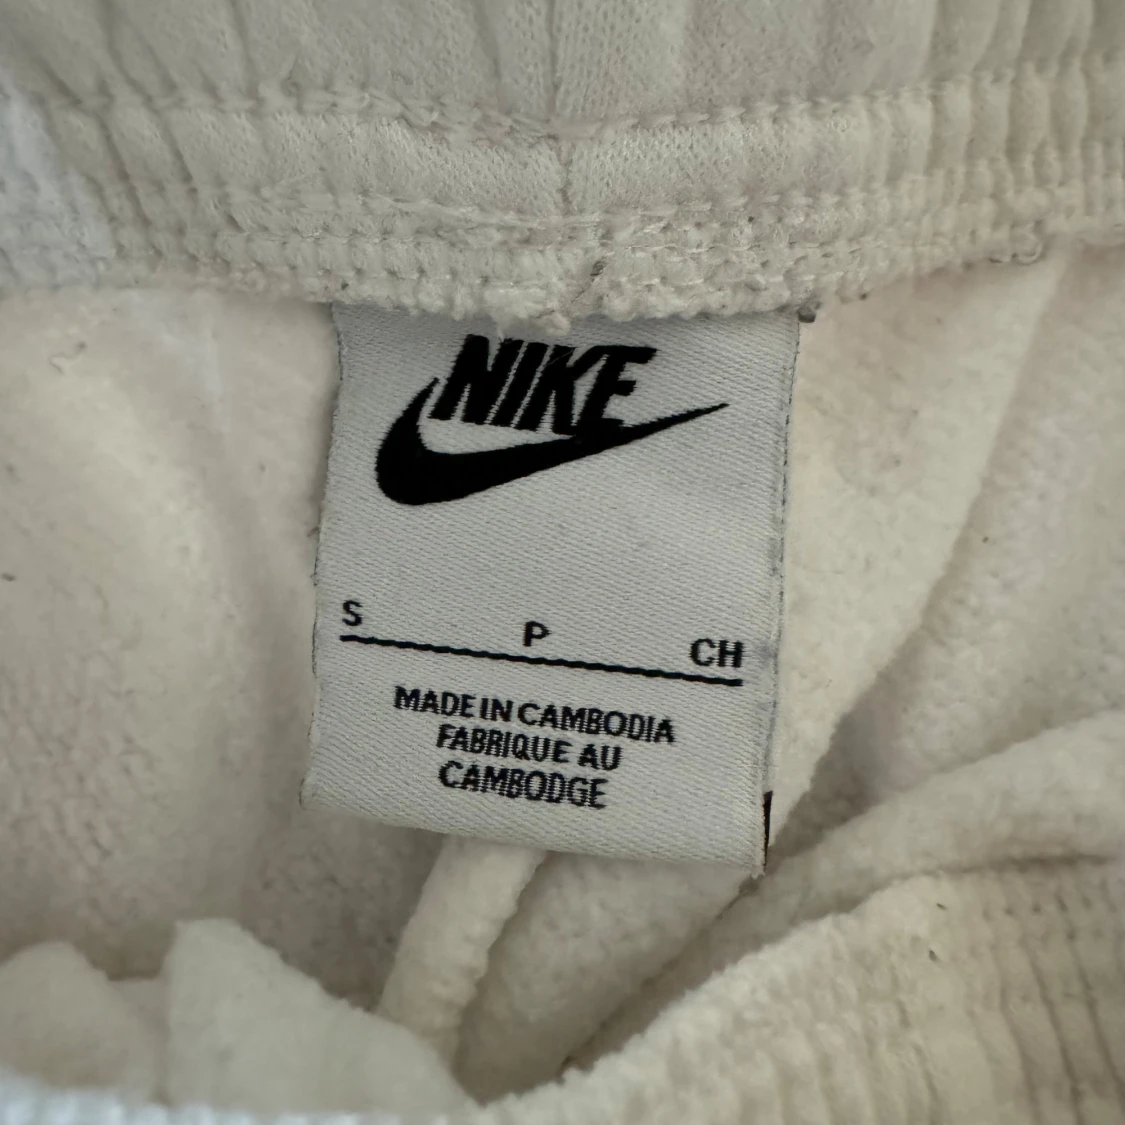 NIKE
S P CH
MADE IN CAMBODIA
FABRIQUE AU
CAMBODGE